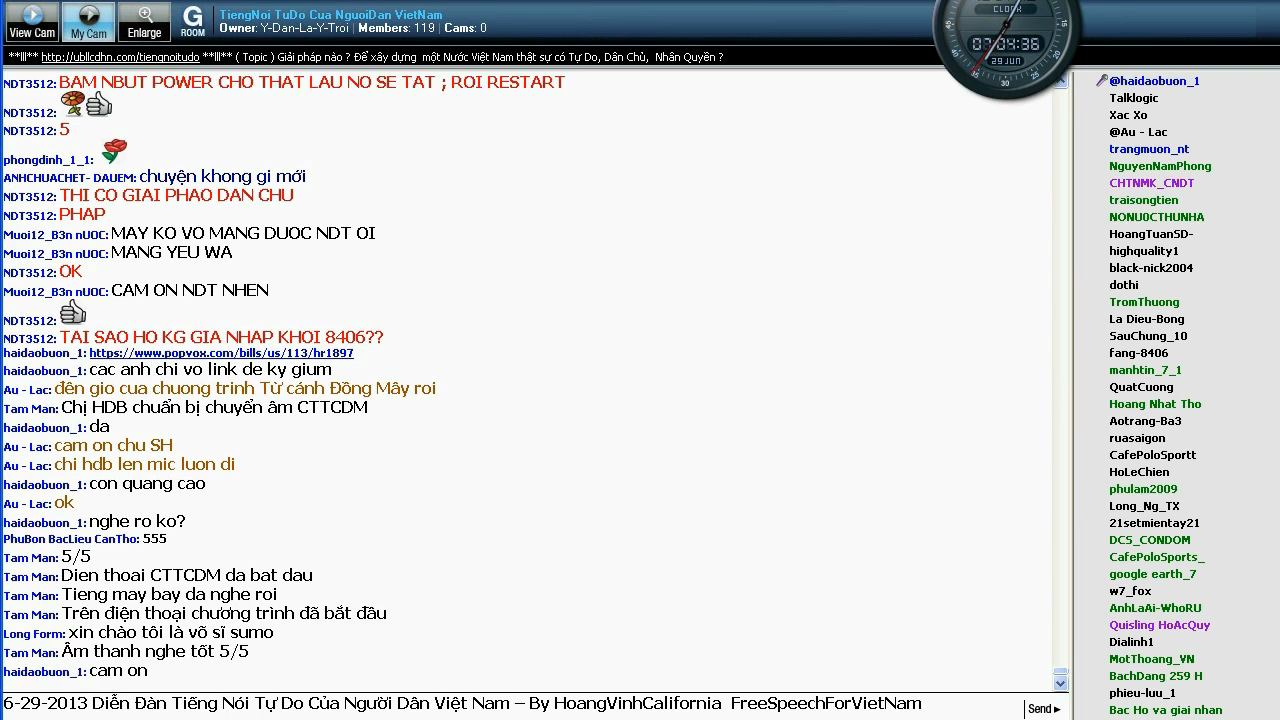 View Cam
My Cam
Enlarge
G ROOM
TiengNoi TuDo Cua NguoiDan VietNam
Owner: Y-Dan-La-Y-Troi | Members: 119 | Cams: 0
CLOCK
07:04:36
29 JUN
15
30
**lll** http://ubllcdhn.com/tiengnoitudo **lll** ( Topic ) Giải pháp nào ? Để xây dựng một Nước Việt Nam thật sự có Tự Do, Dân Chủ, Nhân Quyền ?
NDT3512: BAM NBUT POWER CHO THAT LAU NO SE TAT ; ROI RESTART
NDT3512:
NDT3512: 5
phongdinh_1_1:
ANHCHUACHET- DAUEM: chuyện khong gi mới
NDT3512: THI CO GIAI PHAO DAN CHU
NDT3512: PHAP
Muoi12_B3n nUOC: MAY KO VO MANG DUOC NDT OI
Muoi12_B3n nUOC: MANG YEU WA
NDT3512: OK
Muoi12_B3n nUOC: CAM ON NDT NHEN
NDT3512:
NDT3512: TAI SAO HO KG GIA NHAP KHOI 8406??
haidaobuon_1: https://www.popvox.com/bills/us/113/hr1897
haidaobuon_1: cac anh chi vo link de ky gium
Au - Lac: đên gio cua chuong trinh Từ cánh Đồng Mây roi
Tam Man: Chị HDB chuẩn bị chuyển âm CTTCDM
haidaobuon_1: da
Au - Lac: cam on chu SH
Au - Lac: chi hdb len mic luon di
haidaobuon_1: con quang cao
Au - Lac: ok
haidaobuon_1: nghe ro ko?
PhuBon BacLieu CanTho: 555
Tam Man: 5/5
Tam Man: Dien thoai CTTCDM da bat dau
Tam Man: Tieng may bay da nghe roi
Tam Man: Trên điện thoại chương trình đã bắt đầu
Long Form: xin chào tôi là võ sĩ sumo
Tam Man: Âm thanh nghe tốt 5/5
haidaobuon_1: cam on
6-29-2013 Diễn Đàn Tiếng Nói Tự Do Của Người Dân Việt Nam – By HoangVinhCalifornia FreeSpeechForVietNam
Send
@haidaobuon_1
Talklogic
Xac Xo
@Au - Lac
trangmuon_nt
NguyenNamPhong
CHTNMK_CNDT
traisongtien
NONU0CTHUNHA
HoangTuanSD-
highquality1
black-nick2004
dothi
TromThuong
La Dieu-Bong
SauChung_10
fang-8406
manhtin_7_1
QuatCuong
Hoang Nhat Tho
Aotrang-Ba3
ruasaigon
CafePoloSportt
HoLeChien
phulam2009
Long_Ng_TX
21setmientay21
DCS_CONDOM
CafePoloSports_
google earth_7
w7_fox
AnhLaAi-WhoRU
Quisling HoAcQuy
Dialinh1
MotThoang_VN
BachDang 259 H
phieu-luu_1
Bac Ho va giai nhan